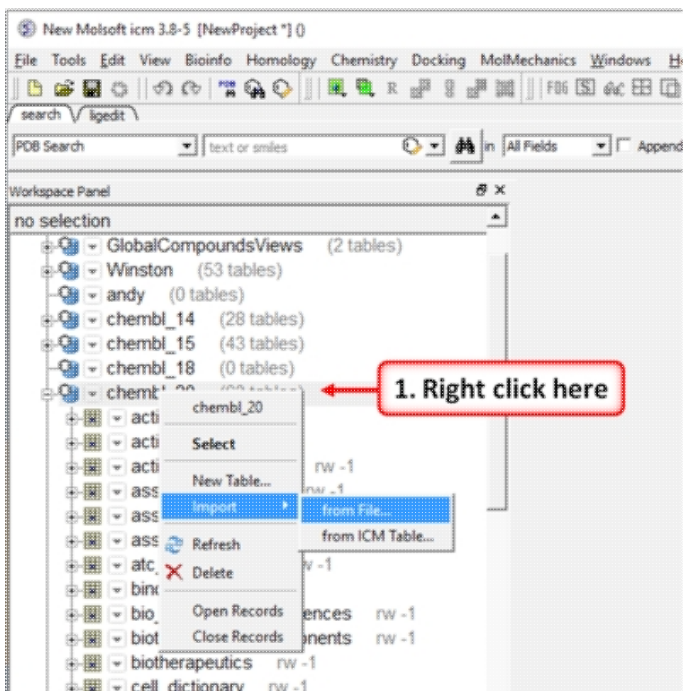 New Molsoft icm 3.8-5 [NewProject *] ()
File Tools Edit View Bioinfo Homology Chemistry Docking MolMechanics Windows
search ligedit
PDB Search text or smiles in All Fields Append
Workspace Panel
no selection
GlobalCompoundsViews (2 tables)
Winston (53 tables)
andy (0 tables)
chembl_14 (28 tables)
chembl_15 (43 tables)
chembl_18 (0 tables)
1. Right click here
chembl_20
Select
rw -1
New Table...
Import
from File...
from ICM Table...
Refresh
Delete
Open Records
Close Records
rw -1
rw -1
biotherapeutics rw -1
cell_dictionary rw -1